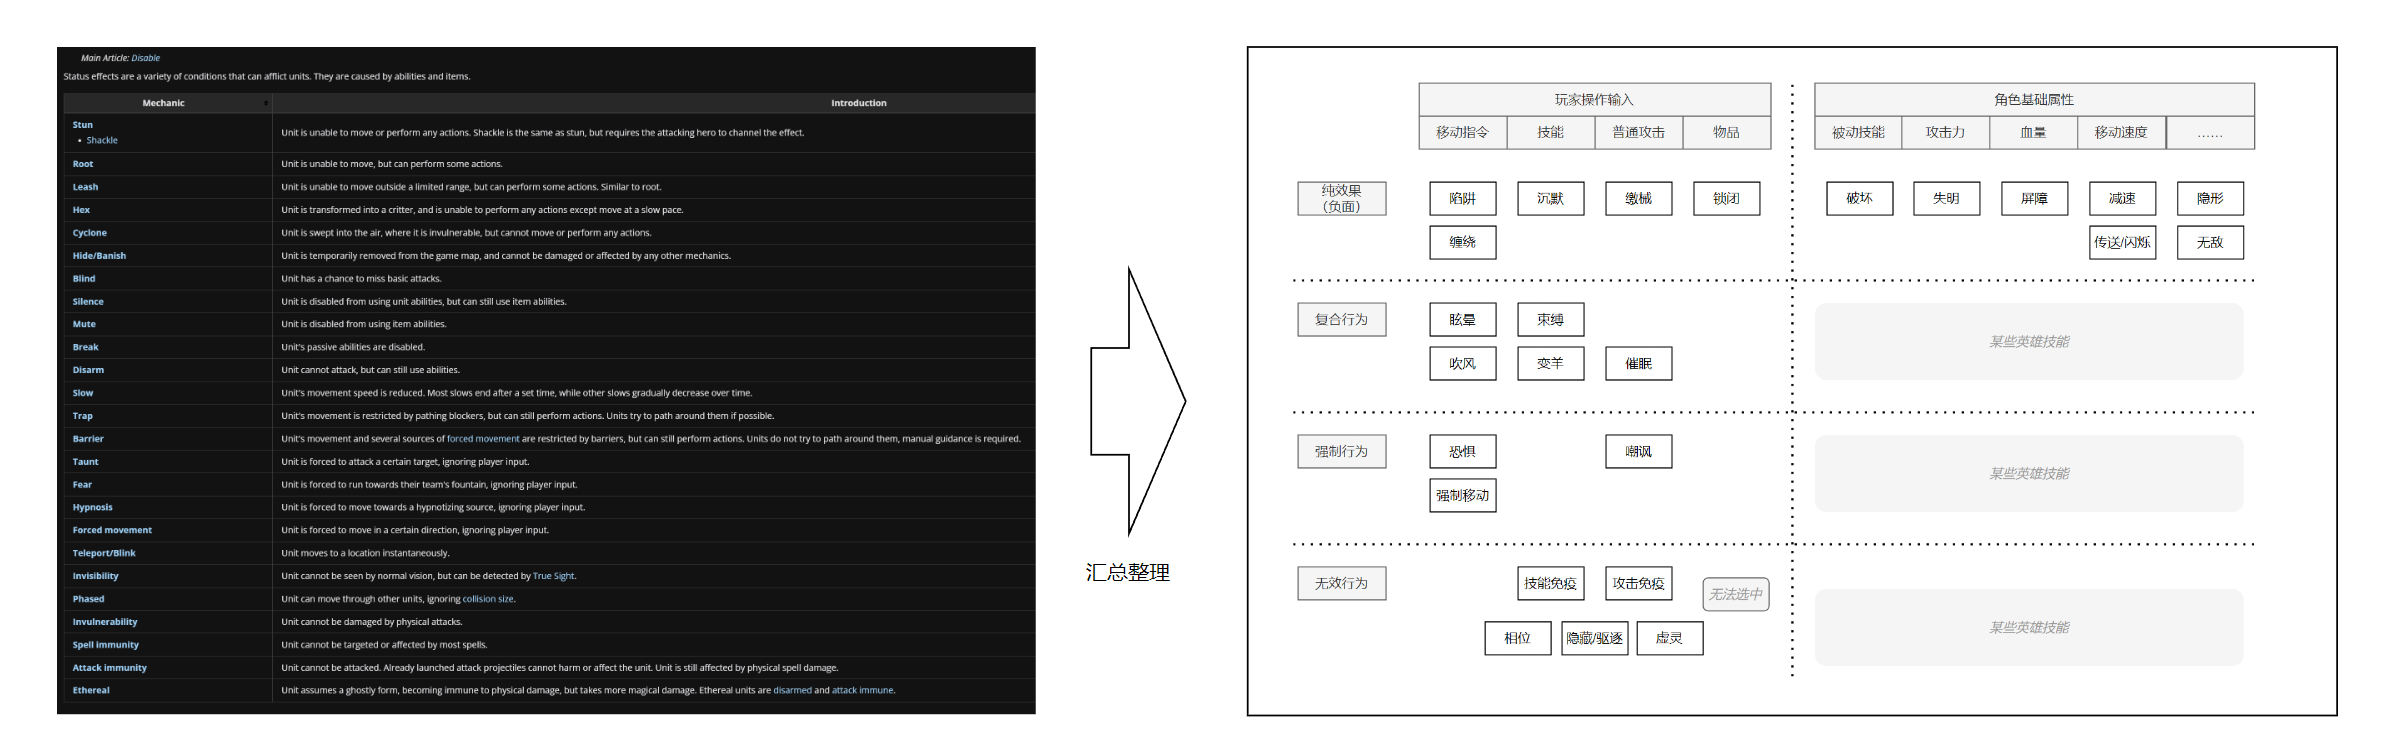 Main Article: Disable
Status effects are a variety of conditions that can afflict units. They are caused by abilities and items.
Mechanic Introduction
Stun
• Shackle
Unit is unable to move or perform any actions. Shackle is the same as stun, but requires the attacking hero to channel the effect.
Root Unit is unable to move, but can perform some actions.
Leash Unit is unable to move outside a limited range, but can perform some actions. Similar to root.
Hex Unit is transformed into a critter, and is unable to perform any actions except move at a slow pace.
Cyclone Unit is swept into the air, where it is invulnerable, but cannot move or perform any actions.
Hide/Banish Unit is temporarily removed from the game map, and cannot be damaged or affected by any other mechanics.
Blind Unit has a chance to miss basic attacks.
Silence Unit is disabled from using unit abilities, but can still use item abilities.
Mute Unit is disabled from using item abilities.
Break Unit's passive abilities are disabled.
Disarm Unit cannot attack, but can still use abilities.
Slow Unit's movement speed is reduced. Most slows end after a set time, while other slows gradually decrease over time.
Trap Unit's movement is restricted by pathing blockers, but can still perform actions. Units try to path around them if possible.
Barrier Unit's movement and several sources of forced movement are restricted by barriers, but can still perform actions. Units do not try to path around them, manual guidance is required.
Taunt Unit is forced to attack a certain target, ignoring player input.
Fear Unit is forced to run towards their team's fountain, ignoring player input.
Hypnosis Unit is forced to move towards a hypnotizing source, ignoring player input.
Forced movement Unit is forced to move in a certain direction, ignoring player input.
Teleport/Blink Unit moves to a location instantaneously.
Invisibility Unit cannot be seen by normal vision, but can be detected by True Sight.
Phased Unit can move through other units, ignoring collision size.
Invulnerability Unit cannot be damaged by physical attacks.
Spell immunity Unit cannot be targeted or affected by most spells.
Attack immunity Unit cannot be attacked. Already launched attack projectiles cannot harm or affect the unit. Unit is still affected by physical spell damage.
Ethereal Unit assumes a ghostly form, becoming immune to physical damage, but takes more magical damage. Ethereal units are disarmed and attack immune.
汇总整理
玩家操作输入 角色基础属性
移动指令 技能 普通攻击 物品 被动技能 攻击力 血量 移动速度 ……
纯效果
（负面）
陷阱 沉默 缴械 锁闭 破坏 失明 屏障 减速 隐形
缠绕 传送/闪烁 无敌
复合行为 眩晕 束缚
某些英雄技能
吹风 变羊 催眠
强制行为 恐惧 嘲讽
某些英雄技能
强制移动
无效行为 技能免疫 攻击免疫 无法选中
某些英雄技能
相位 隐藏/驱逐 虚灵